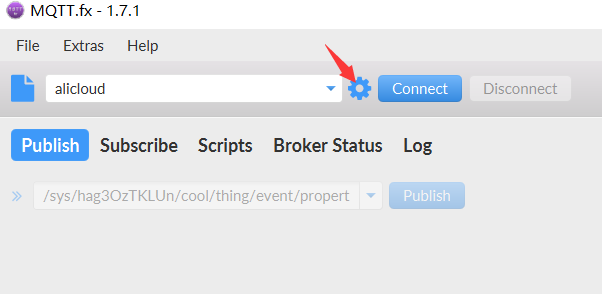 MQTT.fx - 1.7.1
File Extras Help
alicloud Connect Disconnect
Publish Subscribe Scripts Broker Status Log
/sys/hag3OzTKLUn/cool/thing/event/propert Publish